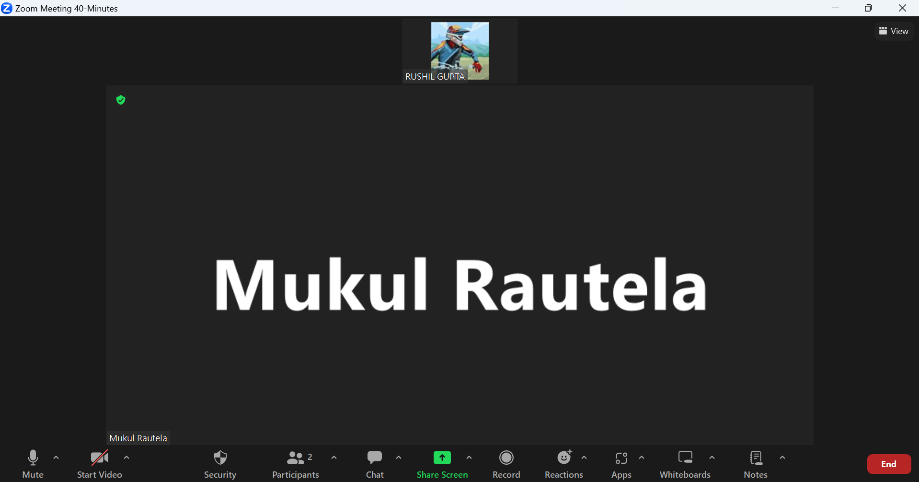 Zoom Meeting 40-Minutes
View
RUSHIL GUPTA
Mukul Rautela
Mukul Rautela
Mute
Start Video
Security
2
Participants
Chat
Share Screen
Record
Reactions
Apps
Whiteboards
Notes
End